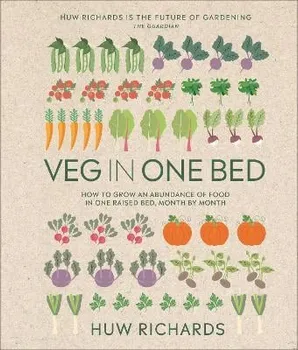 HUW RICHARDS IS THE FUTURE OF GARDENING
THE GUARDIAN
VEG IN ONE BED
HOW TO GROW AN ABUNDANCE OF FOOD
IN ONE RAISED BED, MONTH BY MONTH
HUW RICHARDS